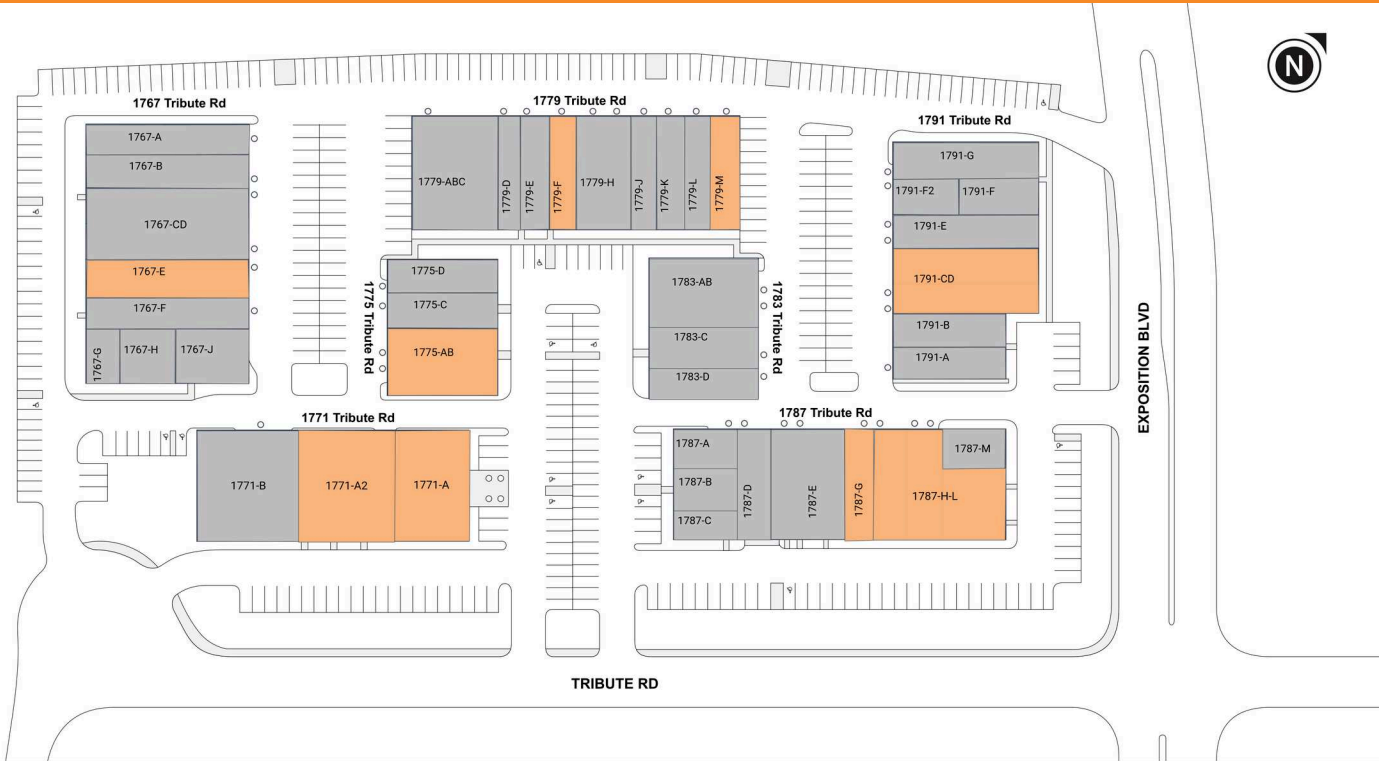 N
1767 Tribute Rd
1767-A
1767-B
1767-CD
1767-E
1767-F
1767-G
1767-H
1767-J
1779 Tribute Rd
1779-ABC
1779-D
1779-E
1779-F
1779-H
1779-J
1779-K
1779-L
1779-M
1791 Tribute Rd
1791-G
1791-F2
1791-F
1791-E
1791-CD
1791-B
1791-A
1775 Tribute Rd
1775-D
1775-C
1775-AB
1783-AB
1783-C
1783-D
1783 Tribute Rd
EXPOSITION BLVD
1771 Tribute Rd
1771-B
1771-A2
1771-A
1787 Tribute Rd
1787-A
1787-B
1787-C
1787-D
1787-E
1787-G
1787-H-L
1787-M
TRIBUTE RD